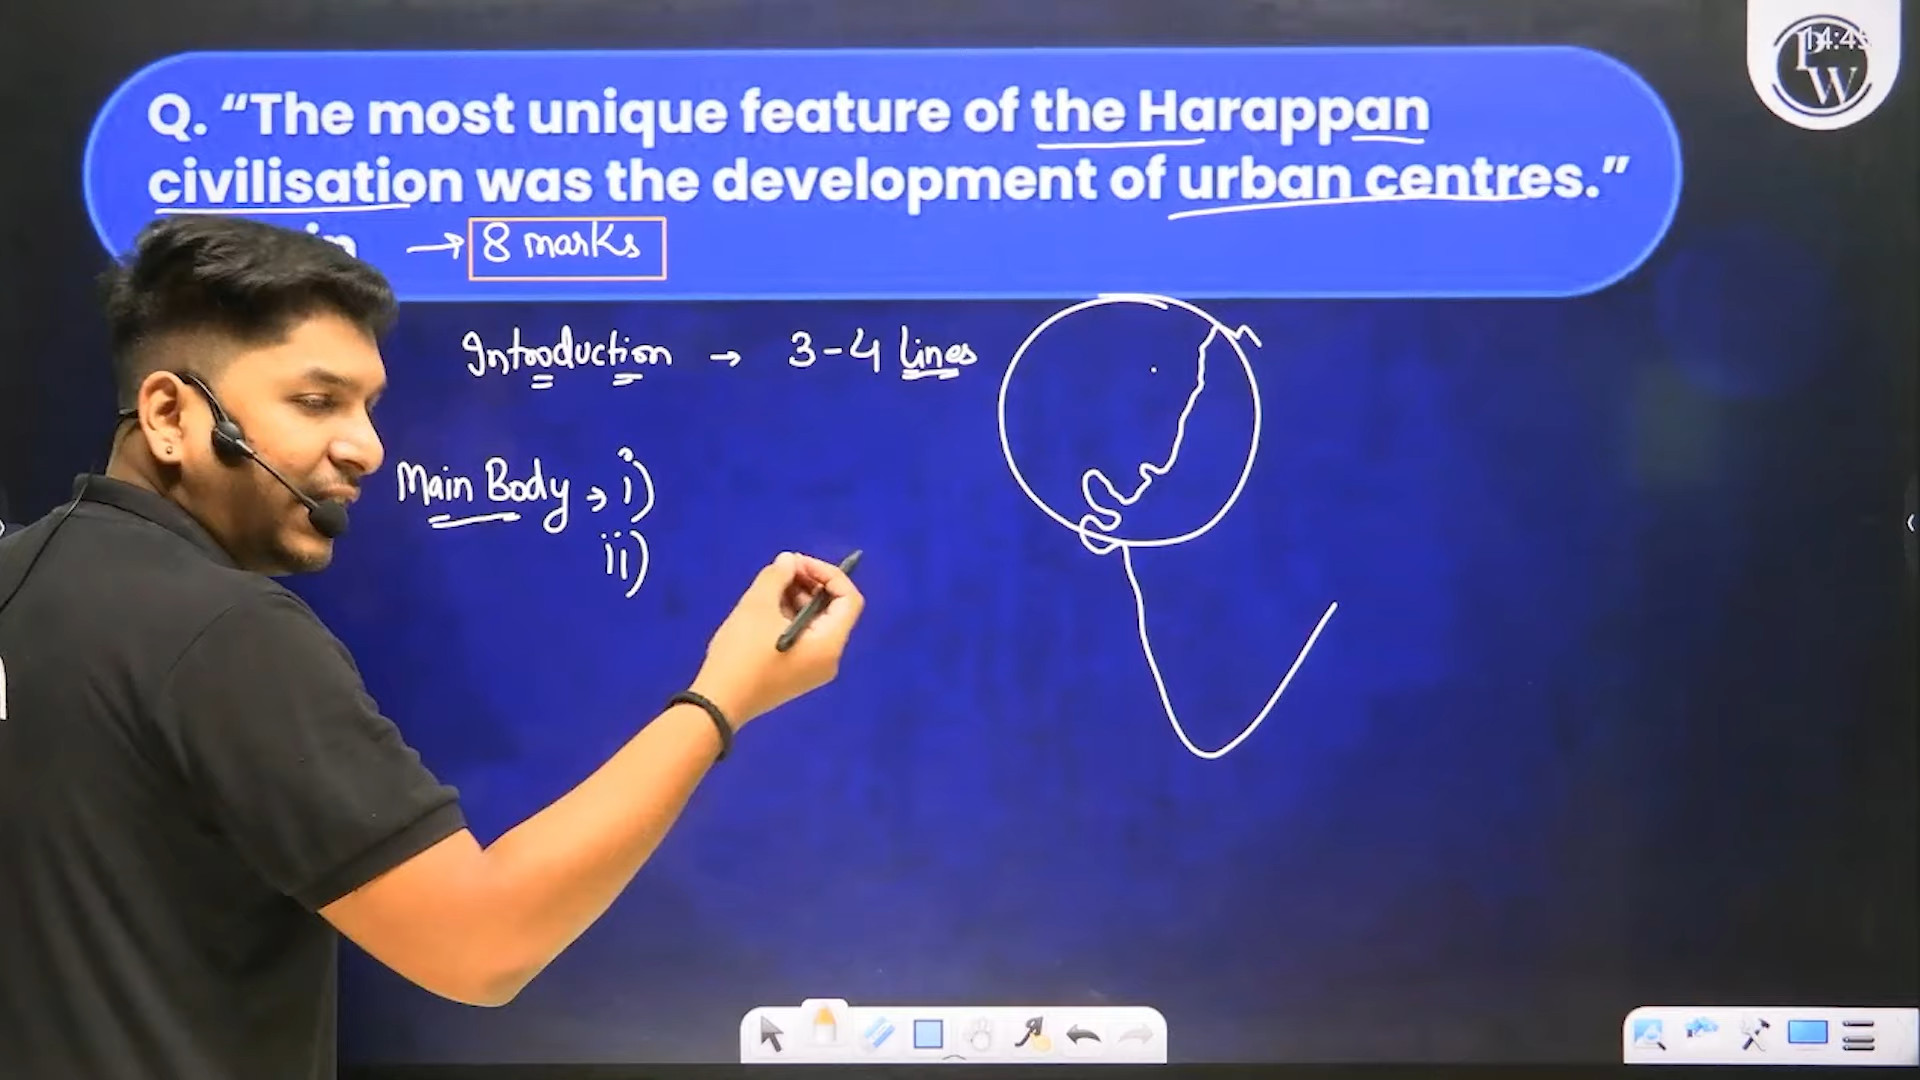 Q. “The most unique feature of the Harappan
civilisation was the development of urban centres.”
→ 8 marks
Introduction → 3-4 lines
Main Body → i)
ii)
PW